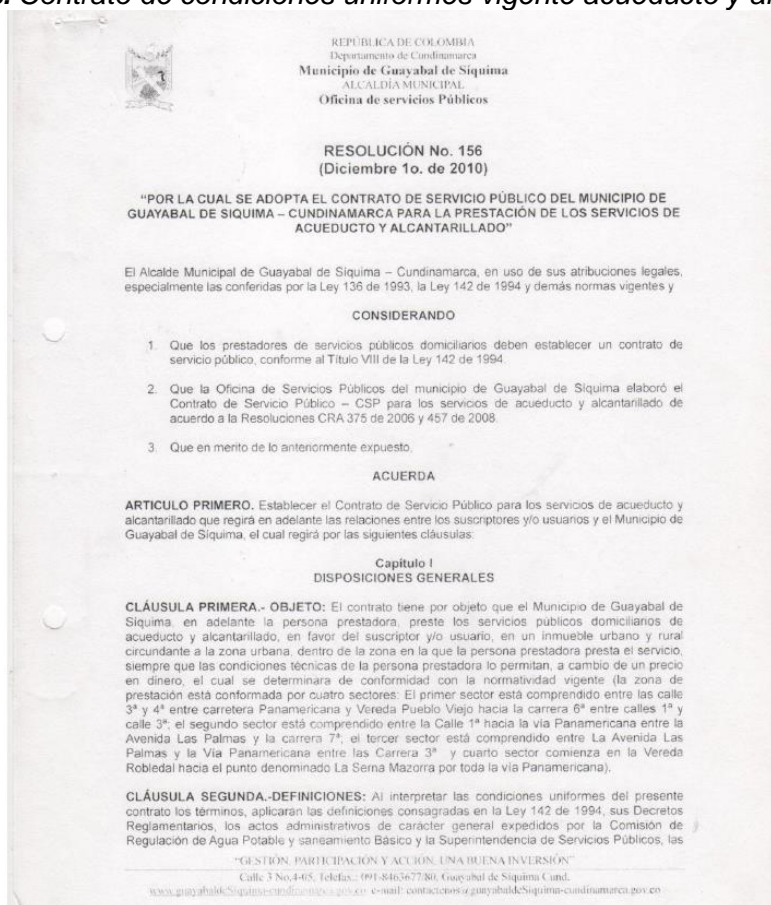 . Contrato de condiciones uniformes vigente acueducto y al
REPÚBLICA DE COLOMBIA
Departamento de Cundinamarca
Municipio de Guayabal de Síquima
ALCALDÍA MUNICIPAL
Oficina de servicios Públicos
RESOLUCIÓN No. 156
(Diciembre 1o. de 2010)
“POR LA CUAL SE ADOPTA EL CONTRATO DE SERVICIO PÚBLICO DEL MUNICIPIO DE
GUAYABAL DE SIQUIMA – CUNDINAMARCA PARA LA PRESTACIÓN DE LOS SERVICIOS DE
ACUEDUCTO Y ALCANTARILLADO”
El Alcalde Municipal de Guayabal de Síquima – Cundinamarca, en uso de sus atribuciones legales,
especialmente las conferidas por la Ley 136 de 1993, la Ley 142 de 1994 y demás normas vigentes y
CONSIDERANDO
1. Que los prestadores de servicios públicos domiciliarios deben establecer un contrato de
servicio público, conforme al Título VIII de la Ley 142 de 1994.
2. Que la Oficina de Servicios Públicos del municipio de Guayabal de Síquima elaboró el
Contrato de Servicio Público – CSP para los servicios de acueducto y alcantarillado de
acuerdo a la Resoluciones CRA 375 de 2006 y 457 de 2008.
3. Que en merito de lo anteriormente expuesto,
ACUERDA
ARTICULO PRIMERO. Establecer el Contrato de Servicio Público para los servicios de acueducto y
alcantarillado que regirá en adelante las relaciones entre los suscriptores y/o usuarios y el Municipio de
Guayabal de Síquima, el cual regirá por las siguientes cláusulas:
Capítulo I
DISPOSICIONES GENERALES
CLÁUSULA PRIMERA.- OBJETO: El contrato tiene por objeto que el Municipio de Guayabal de
Síquima, en adelante la persona prestadora, preste los servicios públicos domiciliarios de
acueducto y alcantarillado, en favor del suscriptor y/o usuario, en un inmueble urbano y rural
circundante a la zona urbana, dentro de la zona en la que la persona prestadora presta el servicio,
siempre que las condiciones técnicas de la persona prestadora lo permitan, a cambio de un precio
en dinero, el cual se determinara de conformidad con la normatividad vigente (la zona de
prestación está conformada por cuatro sectores: El primer sector está comprendido entre las calle
3ª y 4ª entre carretera Panamericana y Vereda Pueblo Viejo hacia la carrera 6ª entre calles 1ª y
calle 3ª; el segundo sector está comprendido entre la Calle 1ª hacia la vía Panamericana entre la
Avenida Las Palmas y la carrera 7ª, el tercer sector está comprendido entre La Avenida Las
Palmas y la Vía Panamericana entre las Carrera 3ª y cuarto sector comienza en la Vereda
Robledal hacia el punto denominado La Serna Mazorra por toda la vía Panamericana).
CLÁUSULA SEGUNDA.-DEFINICIONES: Al interpretar las condiciones uniformes del presente
contrato los términos, aplicaran las definiciones consagradas en la Ley 142 de 1994, sus Decretos
Reglamentarios, los actos administrativos de carácter general expedidos por la Comisión de
Regulación de Agua Potable y saneamiento Básico y la Superintendencia de Servicios Públicos, las
“GESTIÓN, PARTICIPACIÓN Y ACCIÓN, UNA BUENA INVERSIÓN”
Calle 3 No.4-05, Telefax.: 091-8463677/80, Guayabal de Síquima Cund.